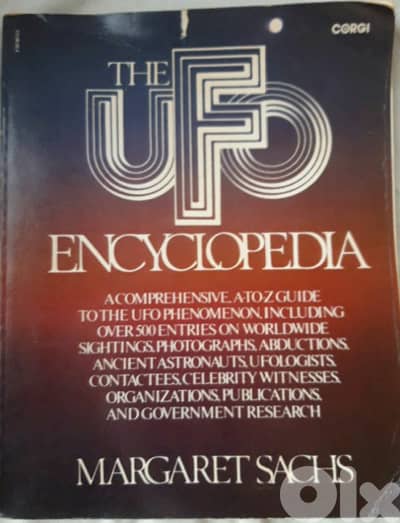 CORGI
THE
UFO
ENCYCLOPEDIA
A COMPREHENSIVE, A-TO-Z GUIDE
TO THE UFO PHENOMENON, INCLUDING
OVER 500 ENTRIES ON WORLDWIDE
SIGHTINGS, PHOTOGRAPHS, ABDUCTIONS,
ANCIENT ASTRONAUTS, UFOLOGISTS,
CONTACTEES, CELEBRITY WITNESSES,
ORGANIZATIONS, PUBLICATIONS,
AND GOVERNMENT RESEARCH
MARGARET SACHS
Olx